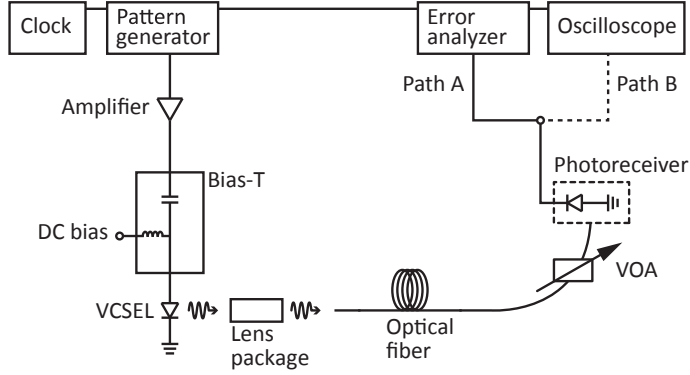 Clock
Pattern
generator
Error
analyzer
Oscilloscope
Path A
Path B
Amplifier
Photoreceiver
Bias-T
DC bias
VOA
VCSEL
Lens
package
Optical
fiber